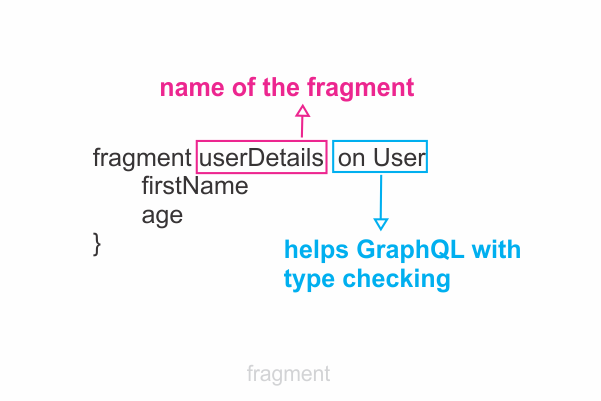 name of the fragment
fragment userDetails on User
firstName
age
}
helps GraphQL with
type checking
fragment